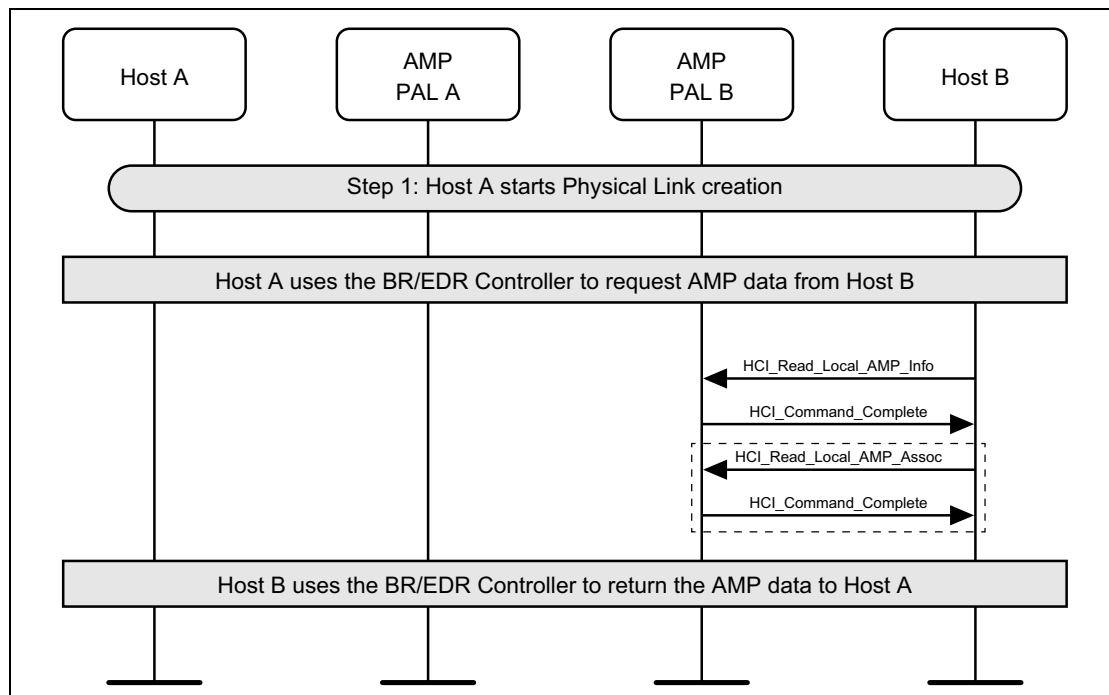 Host A
AMP
PAL A
AMP
PAL B
Host B
Step 1: Host A starts Physical Link creation
Host A uses the BR/EDR Controller to request AMP data from Host B
HCI_Read_Local_AMP_Info
HCI_Command_Complete
HCI_Read_Local_AMP_Assoc
HCI_Command_Complete
Host B uses the BR/EDR Controller to return the AMP data to Host A